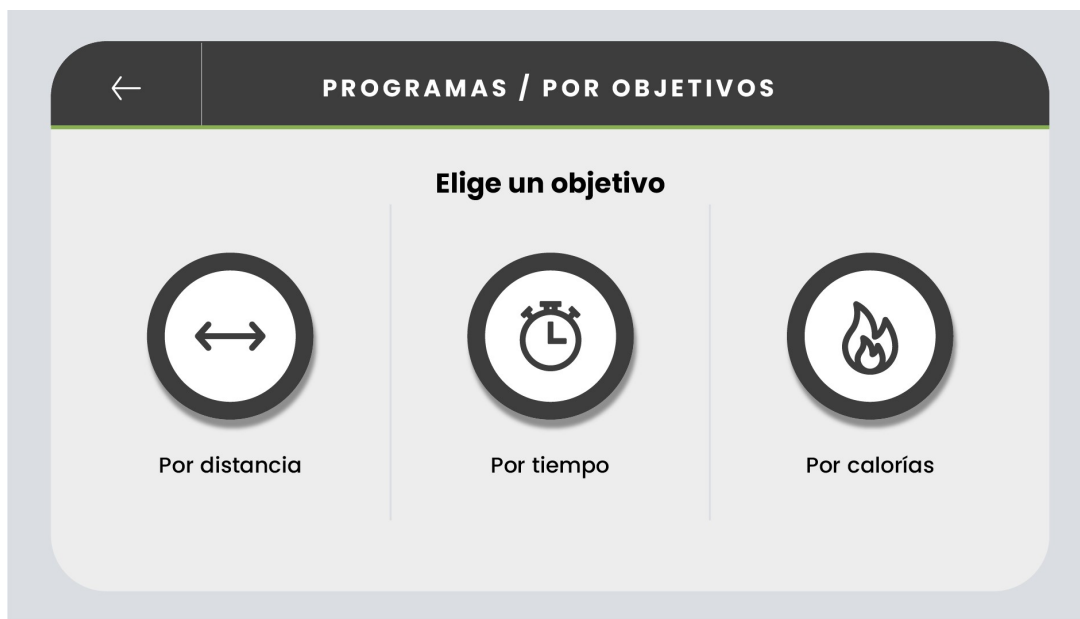 PROGRAMAS / POR OBJETIVOS
Elige un objetivo
Por distancia
Por tiempo
Por calorías